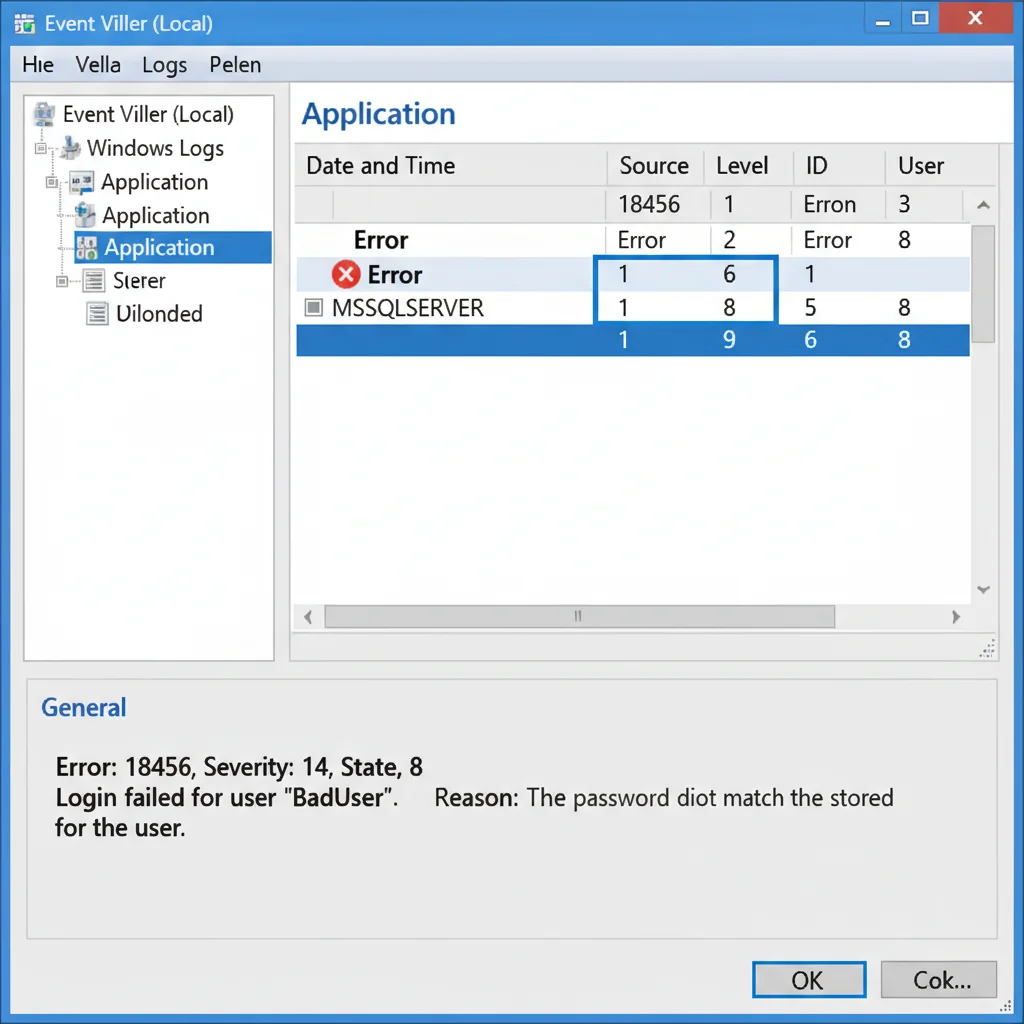 Event Viller (Local)
Hıe Vella Logs Pelen
Event Viller (Local)
Windows Logs
Application
Application
Application
Sterer
Uilonded
Application
Date and Time Source Level ID User
18456 1 Erron 3
Error Error 2 Error 8
Error 1 6 1
MSSQLSERVER 1 8 5 8
1 9 6 8
General
Error: 18456, Severity: 14, State, 8
Login failed for user "BadUser". Reason: The password diot match the stored
for the user.
OK Cok...